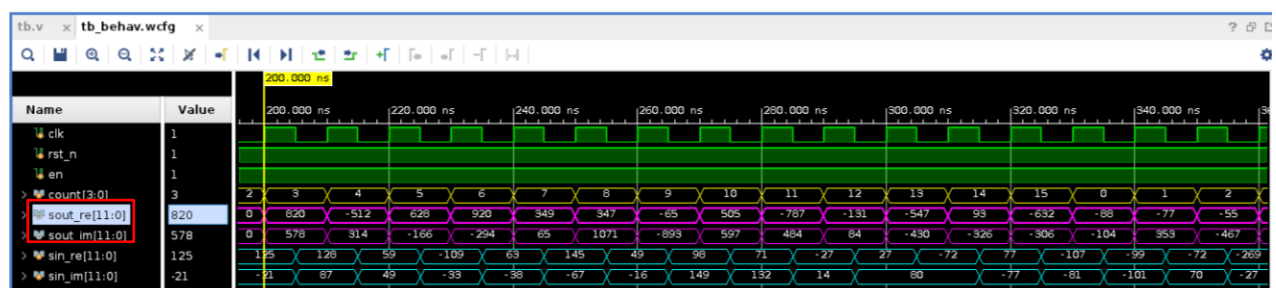 tb.v × tb_behav.wcfg ×
200.000 ns
Name Value 200.000 ns 220.000 ns 240.000 ns 260.000 ns 280.000 ns 300.000 ns 320.000 ns 340.000 ns
clk 1
rst_n 1
en 1
count[3:0] 3 2 3 4 5 6 7 8 9 10 11 12 13 14 15 0 1 2
sout_re[11:0] 820 0 820 -512 628 920 349 347 -65 505 -787 -131 -547 93 -632 -88 -77 -55
sout_im[11:0] 578 0 578 314 -166 -294 65 1071 -893 597 484 84 -430 -326 -306 -104 353 -467
sin_re[11:0] 125 125 128 59 -109 63 145 49 98 71 -27 27 -72 77 -107 -99 -72 -269
sin_im[11:0] -21 -21 87 49 -33 -38 -67 -16 149 132 14 80 -77 -81 -101 70 -27